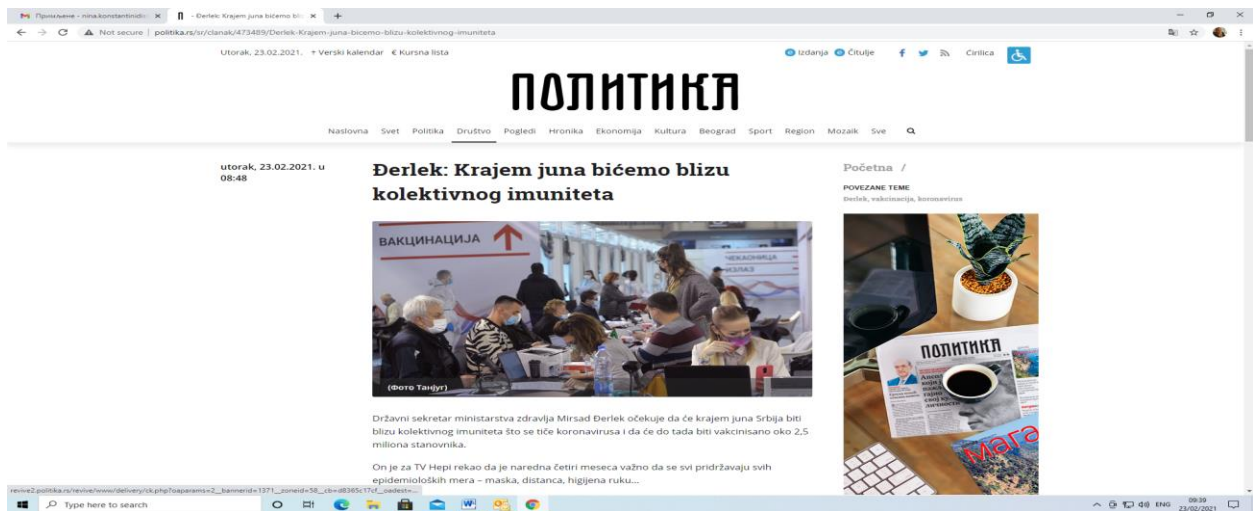 Примљене - nina.konstantinidis
- Đerlek: Krajem juna bićemo bliz
Not secure | politika.rs/sr/clanak/473489/Derlek-Krajem-juna-bicemo-blizu-kolektivnog-imuniteta
Utorak, 23.02.2021. Verski kalendar € Kursna lista Izdanja Čitulje Ćirilica
ПОЛИТИКА
Naslovna Svet Politika Društvo Pogledi Hronika Ekonomija Kultura Beograd Sport Region Mozaik Sve
utorak, 23.02.2021. u
08:48
Đerlek: Krajem juna bićemo blizu
kolektivnog imuniteta
ВАКЦИНАЦИЈА
ЧЕКАОНИЦА
ИЗЛАЗ
(Фото Танјуг)
Državni sekretar ministarstva zdravlja Mirsad Đerlek očekuje da će krajem juna Srbija biti
blizu kolektivnog imuniteta što se tiče koronavirusa i da će do tada biti vakcinisano oko 2,5
miliona stanovnika.
On je za TV Hepi rekao da je naredna četiri meseca važno da se svi pridržavaju svih
epidemioloških mera – maska, distanca, higijena ruku...
Početna /
POVEZANE TEME
Đerlek, vakcinacija, koronavirus
ПОЛИТИКА
мага
revive2.politika.rs/revive/www/delivery/ck.php?oaparams=2__bannerid=1371__zoneid=58__cb=d8365c17cf__oadest=...
Type here to search
ENG
09:39
23/02/2021